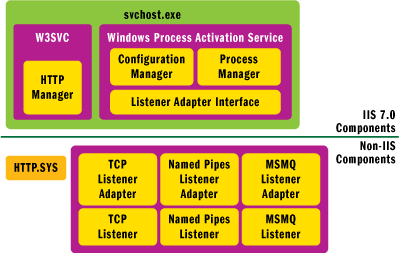 svchost.exe
W3SVC
Windows Process Activation Service
HTTP
Manager
Configuration
Manager
Process
Manager
Listener Adapter Interface
IIS 7.0
Components
Non-IIS
Components
HTTP.SYS
TCP
Listener
Adapter
Named Pipes
Listener
Adapter
MSMQ
Listener
Adapter
TCP
Listener
Named Pipes
Listener
MSMQ
Listener